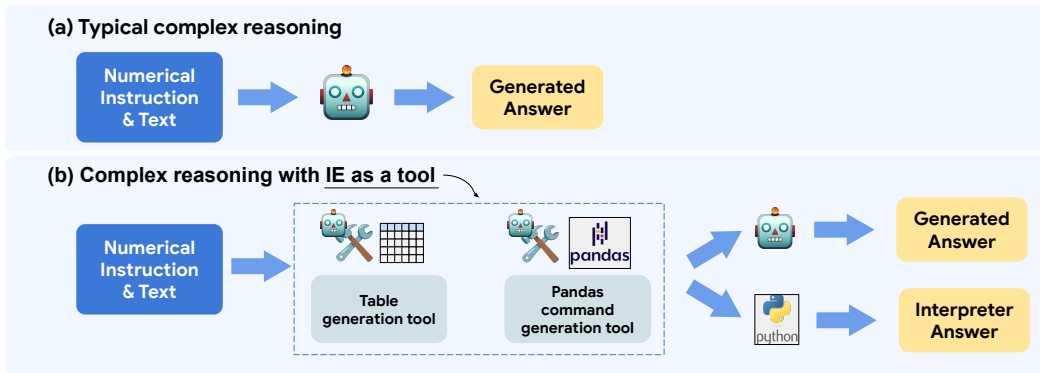 (a) Typical complex reasoning
Numerical
Instruction
& Text
Generated
Answer
(b) Complex reasoning with IE as a tool
Numerical
Instruction
& Text
Table
generation tool
pandas
Pandas
command
generation tool
Generated
Answer
python
Interpreter
Answer